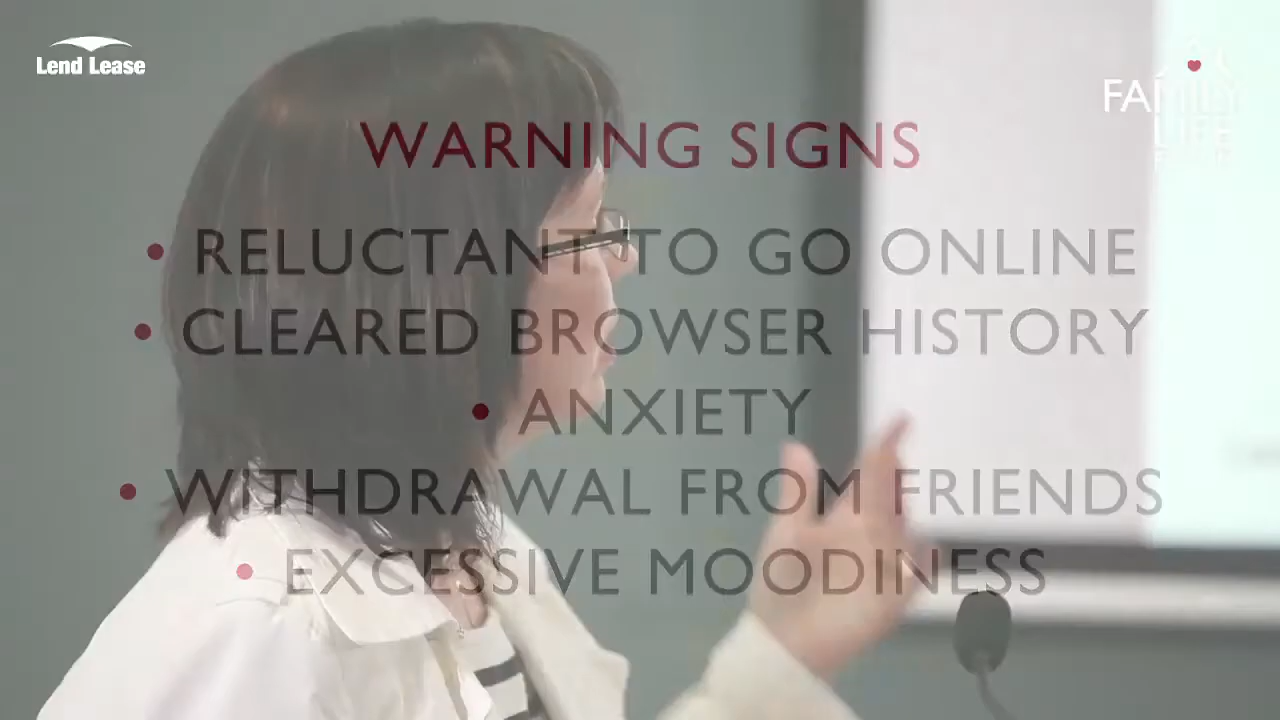 Lend Lease
FAMILY
LIFE
WARNING SIGNS
• RELUCTANT TO GO ONLINE
• CLEARED BROWSER HISTORY
• ANXIETY
• WITHDRAWAL FROM FRIENDS
• EXCESSIVE MOODINESS